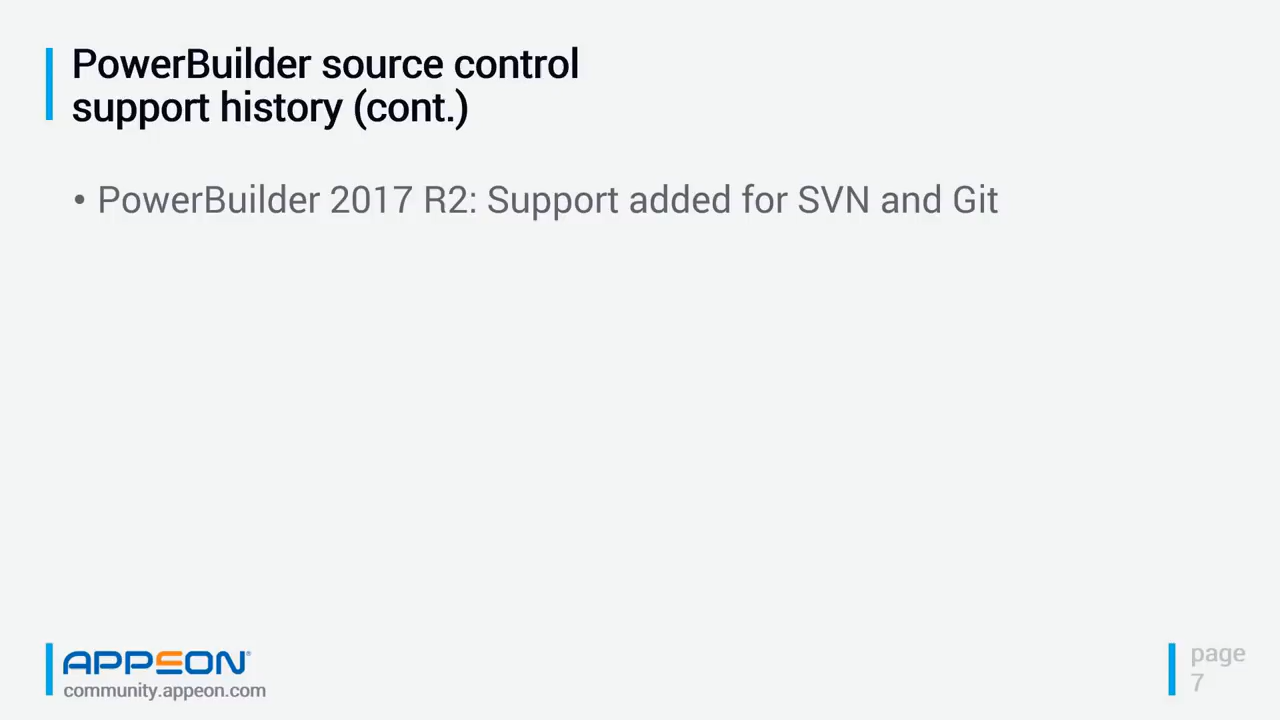 PowerBuilder source control
support history (cont.)
• PowerBuilder 2017 R2: Support added for SVN and Git
APPEON®
community.appeon.com
page
7